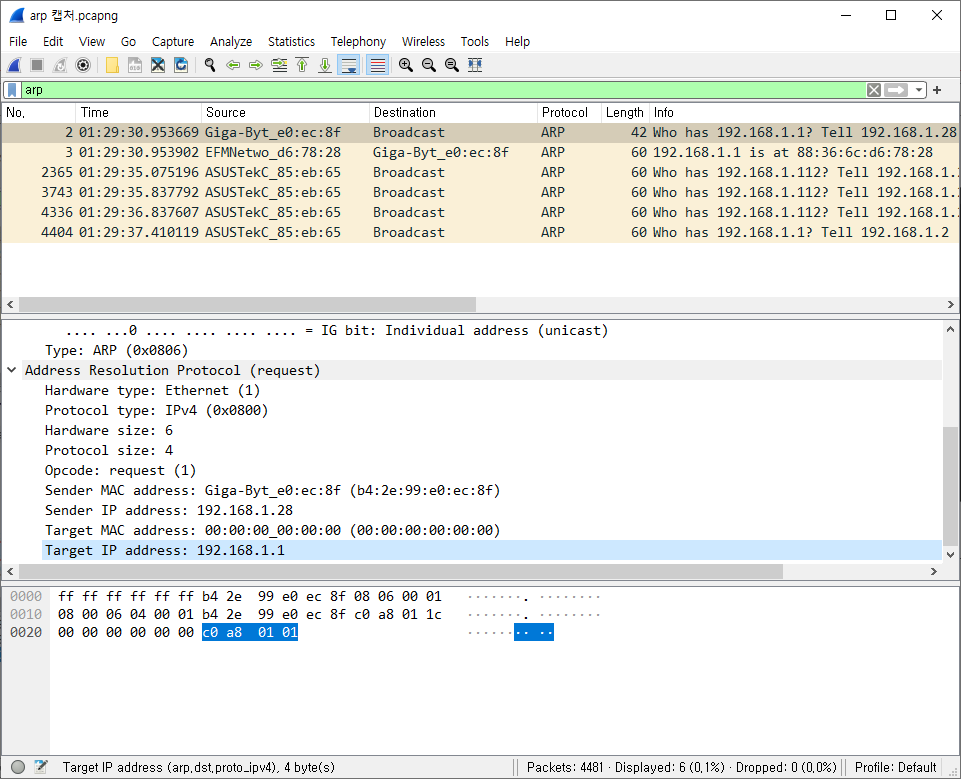 arp 캡처.pcapng
File Edit View Go Capture Analyze Statistics Telephony Wireless Tools Help
arp
No. Time Source Destination Protocol Length Info
2 01:29:30.953669 Giga-Byt_e0:ec:8f Broadcast ARP 42 Who has 192.168.1.1? Tell 192.168.1.28
3 01:29:30.953902 EFMNetwo_d6:78:28 Giga-Byt_e0:ec:8f ARP 60 192.168.1.1 is at 88:36:6c:d6:78:28
2365 01:29:35.075196 ASUSTekC_85:eb:65 Broadcast ARP 60 Who has 192.168.1.112? Tell 192.168.1.
3743 01:29:35.837792 ASUSTekC_85:eb:65 Broadcast ARP 60 Who has 192.168.1.112? Tell 192.168.1.
4336 01:29:36.837607 ASUSTekC_85:eb:65 Broadcast ARP 60 Who has 192.168.1.112? Tell 192.168.1.
4404 01:29:37.410119 ASUSTekC_85:eb:65 Broadcast ARP 60 Who has 192.168.1.1? Tell 192.168.1.2
.... ...0 .... .... .... .... = IG bit: Individual address (unicast)
Type: ARP (0x0806)
Address Resolution Protocol (request)
Hardware type: Ethernet (1)
Protocol type: IPv4 (0x0800)
Hardware size: 6
Protocol size: 4
Opcode: request (1)
Sender MAC address: Giga-Byt_e0:ec:8f (b4:2e:99:e0:ec:8f)
Sender IP address: 192.168.1.28
Target MAC address: 00:00:00_00:00:00 (00:00:00:00:00:00)
Target IP address: 192.168.1.1
0000 ff ff ff ff ff ff b4 2e 99 e0 ec 8f 08 06 00 01 ·······. ········
0010 08 00 06 04 00 01 b4 2e 99 e0 ec 8f c0 a8 01 1c ·······. ········
0020 00 00 00 00 00 00 c0 a8 01 01 ········ ··
Target IP address (arp,dst,proto_ipv4), 4 byte(s) Packets: 4481 · Displayed: 6 (0,1%) · Dropped: 0 (0,0%) Profile: Default